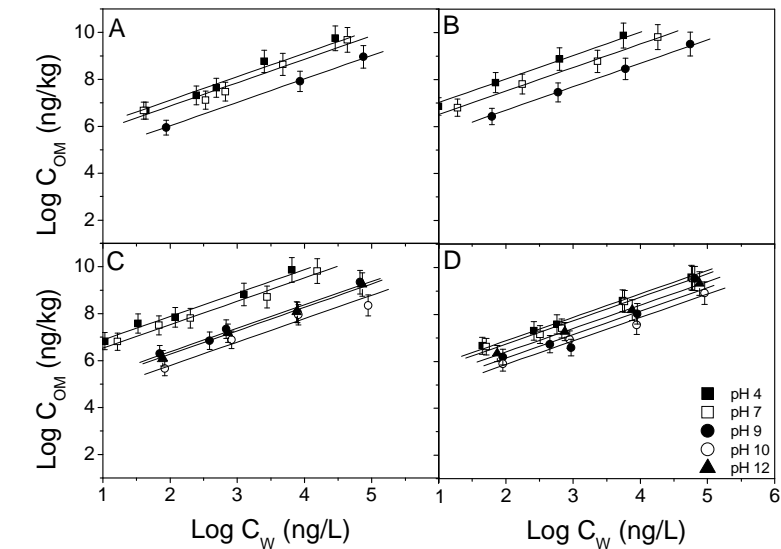 A
B
10
8
6
4
2
Log C_OM (ng/kg)
C
D
10
8
6
4
2
Log C_OM (ng/kg)
pH 4
pH 7
pH 9
pH 10
pH 12
1 2 3 4 5 1 2 3 4 5 6
Log C_W (ng/L) Log C_W (ng/L)